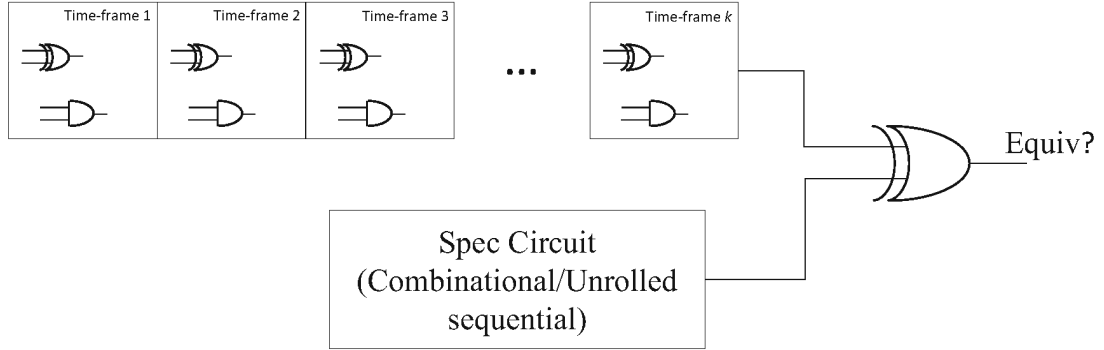 Time-frame 1
Time-frame 2
Time-frame 3
...
Time-frame k
Equiv?
Spec Circuit
(Combinational/Unrolled
sequential)